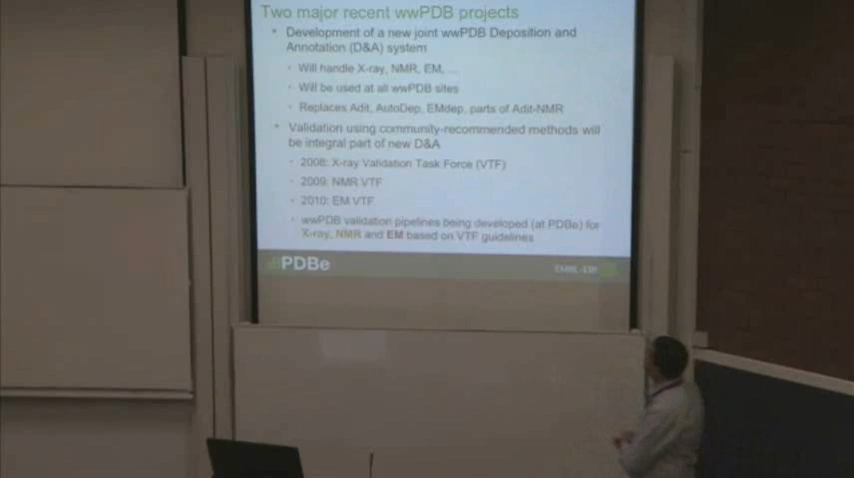 Two major recent wwPDB projects
• Development of a new joint wwPDB Deposition and
Annotation (D&A) system
• Will handle X-ray, NMR, EM, ...
• Will be used at all wwPDB sites
• Replaces Adit, AutoDep, EMdep, parts of Adit-NMR
• Validation using community-recommended methods will
be integral part of new D&A
• 2008: X-ray Validation Task Force (VTF)
• 2009: NMR VTF
• 2010: EM VTF
• wwPDB validation pipelines being developed (at PDBe) for
X-ray, NMR and EM based on VTF guidelines
PDBe
EMBL-EBI